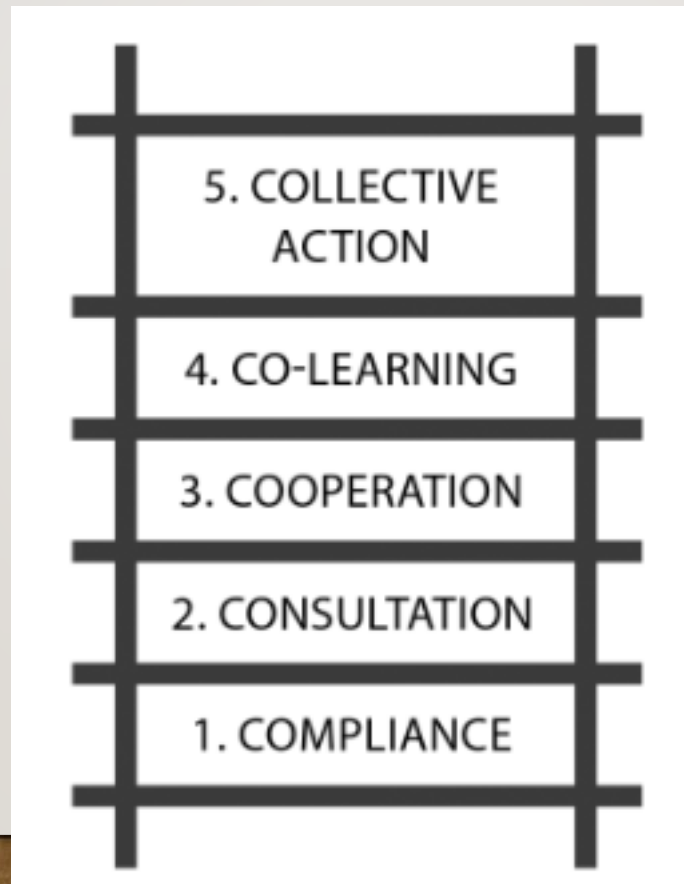 5. COLLECTIVE
ACTION
4. CO-LEARNING
3. COOPERATION
2. CONSULTATION
1. COMPLIANCE